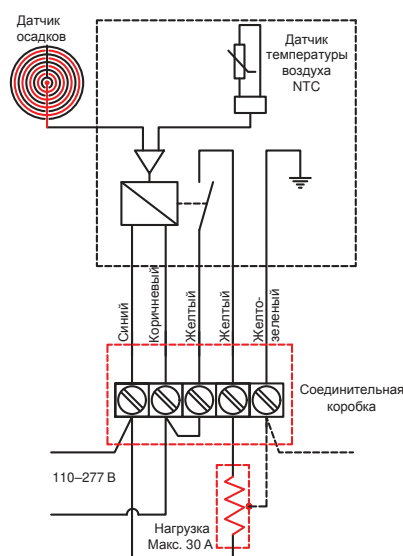 Датчик
осадков
Датчик
температуры
воздуха
NTC
Синий
Коричневый
Желтый
Желтый
Желто-
зеленый
Соединительная
коробка
110–277 В
Нагрузка
Макс. 30 А